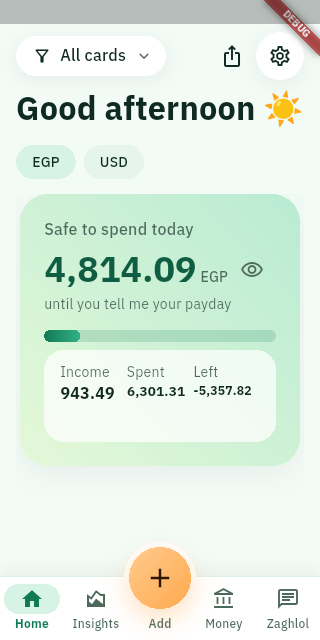 DEBUG
All cards
Good afternoon ☀️
EGP USD
Safe to spend today
4,814.09 EGP
until you tell me your payday
Income Spent Left
943.49 6,301.31 -5,357.82
Home Insights Add Money Zaghlol